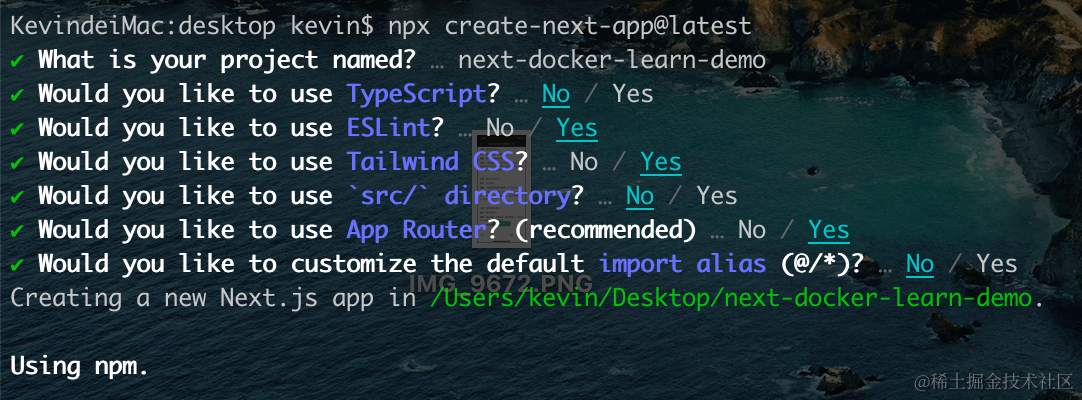 KevindeiMac:desktop kevin$ npx create-next-app@latest
✔ What is your project named? … next-docker-learn-demo
✔ Would you like to use TypeScript? … No / Yes
✔ Would you like to use ESLint? … No / Yes
✔ Would you like to use Tailwind CSS? … No / Yes
✔ Would you like to use `src/` directory? … No / Yes
✔ Would you like to use App Router? (recommended) … No / Yes
✔ Would you like to customize the default import alias (@/*)? … No / Yes
IMG_9672.PNG
Creating a new Next.js app in /Users/kevin/Desktop/next-docker-learn-demo.
Using npm.
@稀土掘金技术社区